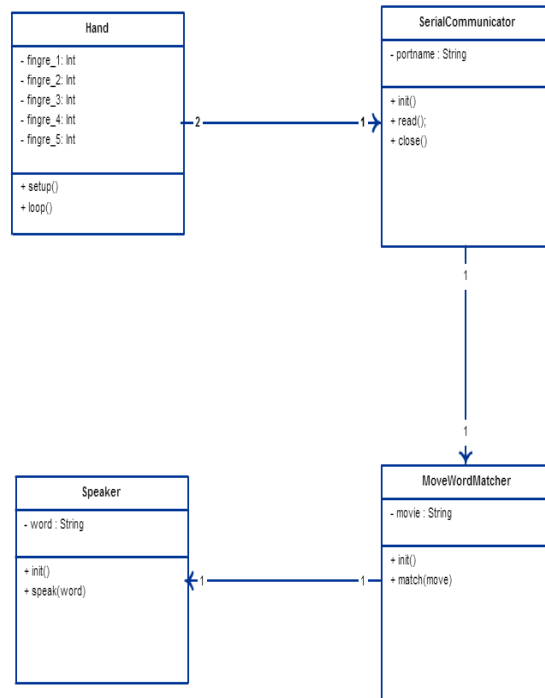 Hand
- fingre_1: Int
- fingre_2: Int
- fingre_3: Int
- fingre_4: Int
- fingre_5: Int
+ setup()
+ loop()
2
1
SerialCommunicator
- portname : String
+ init()
+ read();
+ close()
1
1
MoveWordMatcher
- movie : String
+ init()
+ match(move)
1
1
Speaker
- word : String
+ init()
+ speak(word)